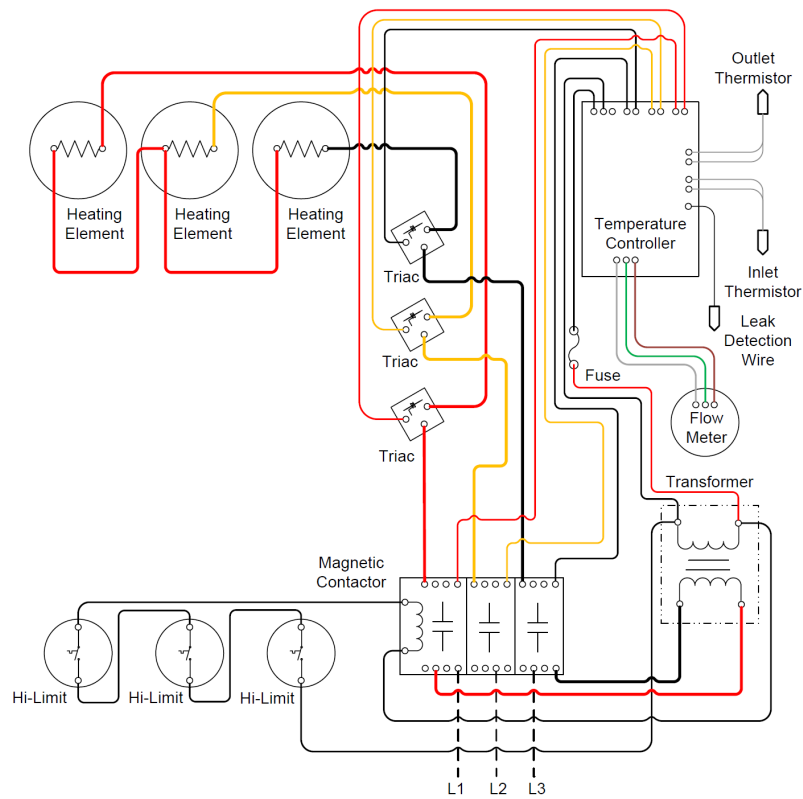 Outlet
Thermistor
Heating
Element
Heating
Element
Heating
Element
Temperature
Controller
Triac
Inlet
Thermistor
Leak
Detection
Wire
Triac
Fuse
Flow
Meter
Triac
Transformer
Magnetic
Contactor
Hi-Limit
Hi-Limit
Hi-Limit
L1
L2
L3